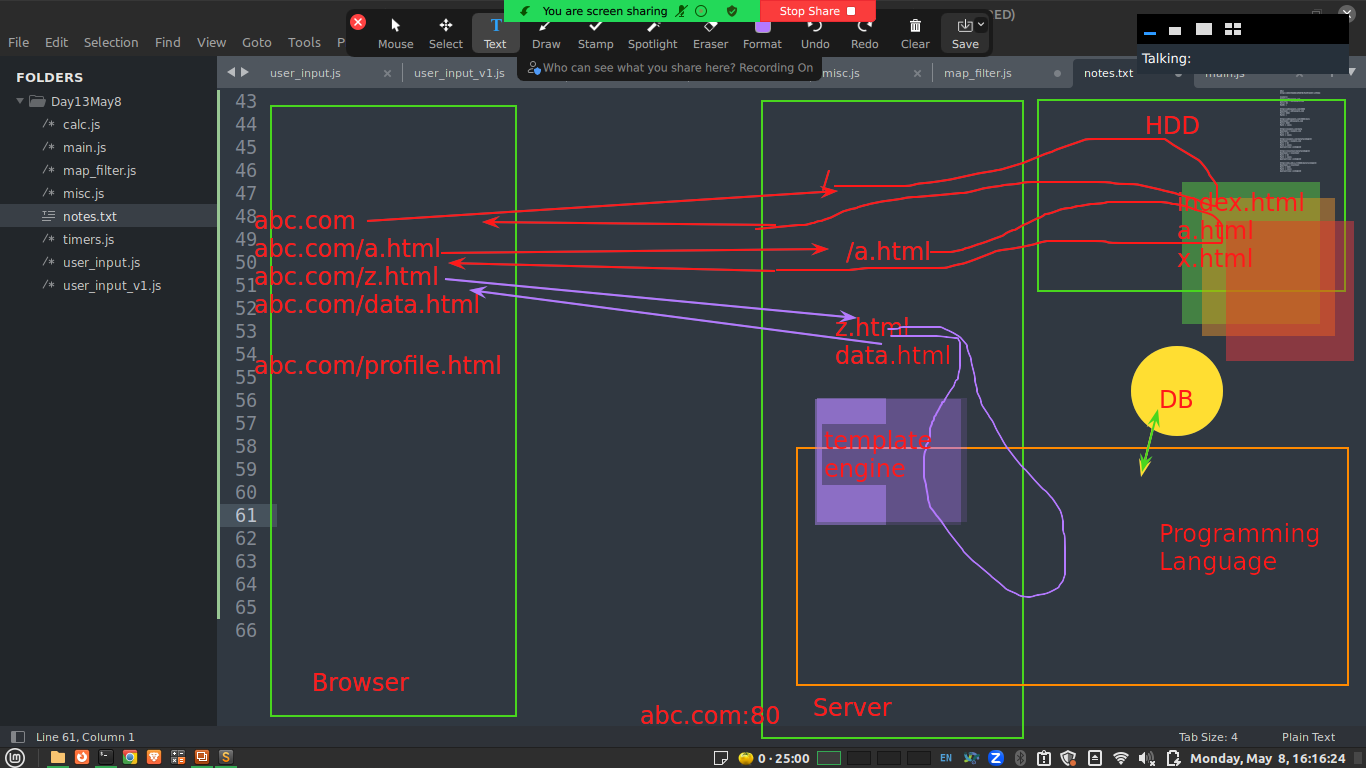 You are screen sharing
Stop Share
RED)
File Edit Selection Find View Goto Tools P
Mouse Select Text Draw Stamp Spotlight Eraser Format Undo Redo Clear Save
Who can see what you share here? Recording On
Talking:
FOLDERS
Day13May8
calc.js
main.js
map_filter.js
misc.js
notes.txt
timers.js
user_input.js
user_input_v1.js
user_input.js
user_input_v1.js
misc.js
map_filter.js
notes.txt
main.js
43
44
45
46
47
48
49
50
51
52
53
54
55
56
57
58
59
60
61
62
63
64
65
66
abc.com
abc.com/a.html
abc.com/z.html
abc.com/data.html
abc.com/profile.html
Browser
/
/a.html
z.html
data.html
template
engine
abc.com:80
Server
HDD
index.html
a.html
x.html
DB
Programming
Language
Line 61, Column 1
Tab Size: 4
Plain Text
0 · 25:00
EN
Monday, May 8, 16:16:24